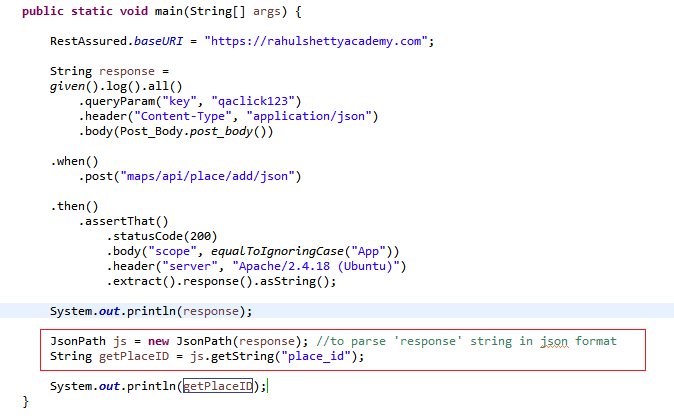 public static void main(String[] args) {
RestAssured.baseURI = "https://rahulshettyacademy.com";
String response =
given().log().all()
.queryParam("key", "qaclick123")
.header("Content-Type", "application/json")
.body(Post_Body.post_body())
.when()
.post("maps/api/place/add/json")
.then()
.assertThat()
.statusCode(200)
.body("scope", equalToIgnoringCase("App"))
.header("server", "Apache/2.4.18 (Ubuntu)")
.extract().response().asString();
System.out.println(response);
JsonPath js = new JsonPath(response); //to parse 'response' string in json format
String getPlaceID = js.getString("place_id");
System.out.println(getPlaceID);
}